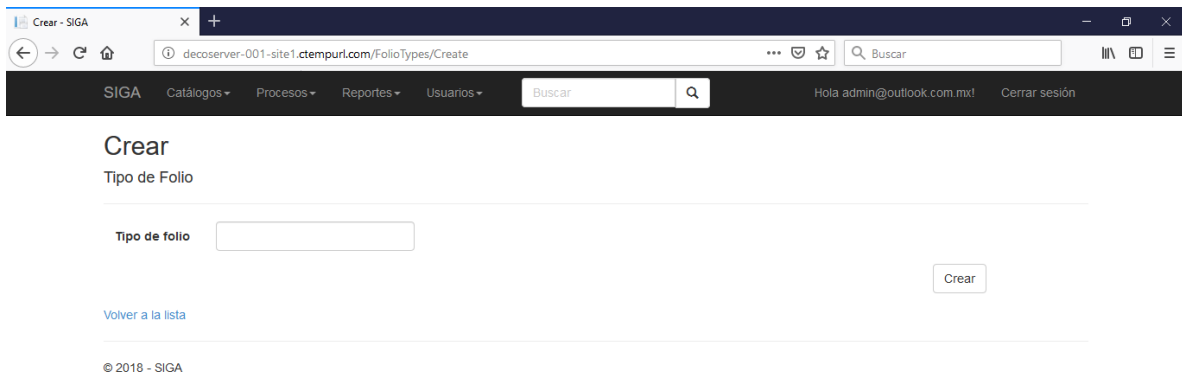 Crear - SIGA
decoserver-001-site1.ctempurl.com/FolioTypes/Create
Buscar
SIGA Catálogos Procesos Reportes Usuarios Buscar Hola admin@outlook.com.mx! Cerrar sesión
Crear
Tipo de Folio
Tipo de folio
Crear
Volver a la lista
© 2018 - SIGA